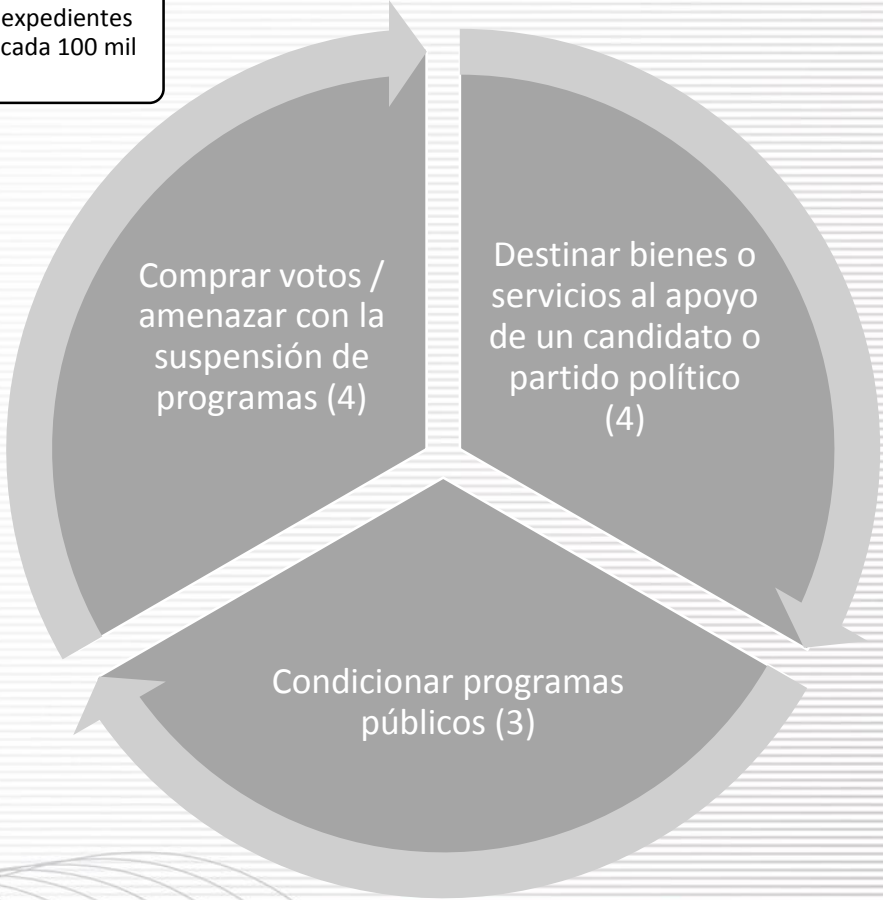 expedientes
cada 100 mil
Comprar votos /
amenazar con la
suspensión de
programas (4)
Destinar bienes o
servicios al apoyo
de un candidato o
partido político
(4)
Condicionar programas
públicos (3)